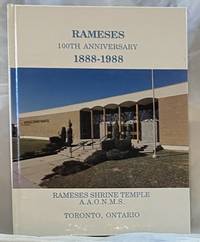 RAMESES
100TH ANNIVERSARY
1888-1988
RAMESES SHRINE TEMPLE
A.A.O.N.M.S.
TORONTO, ONTARIO